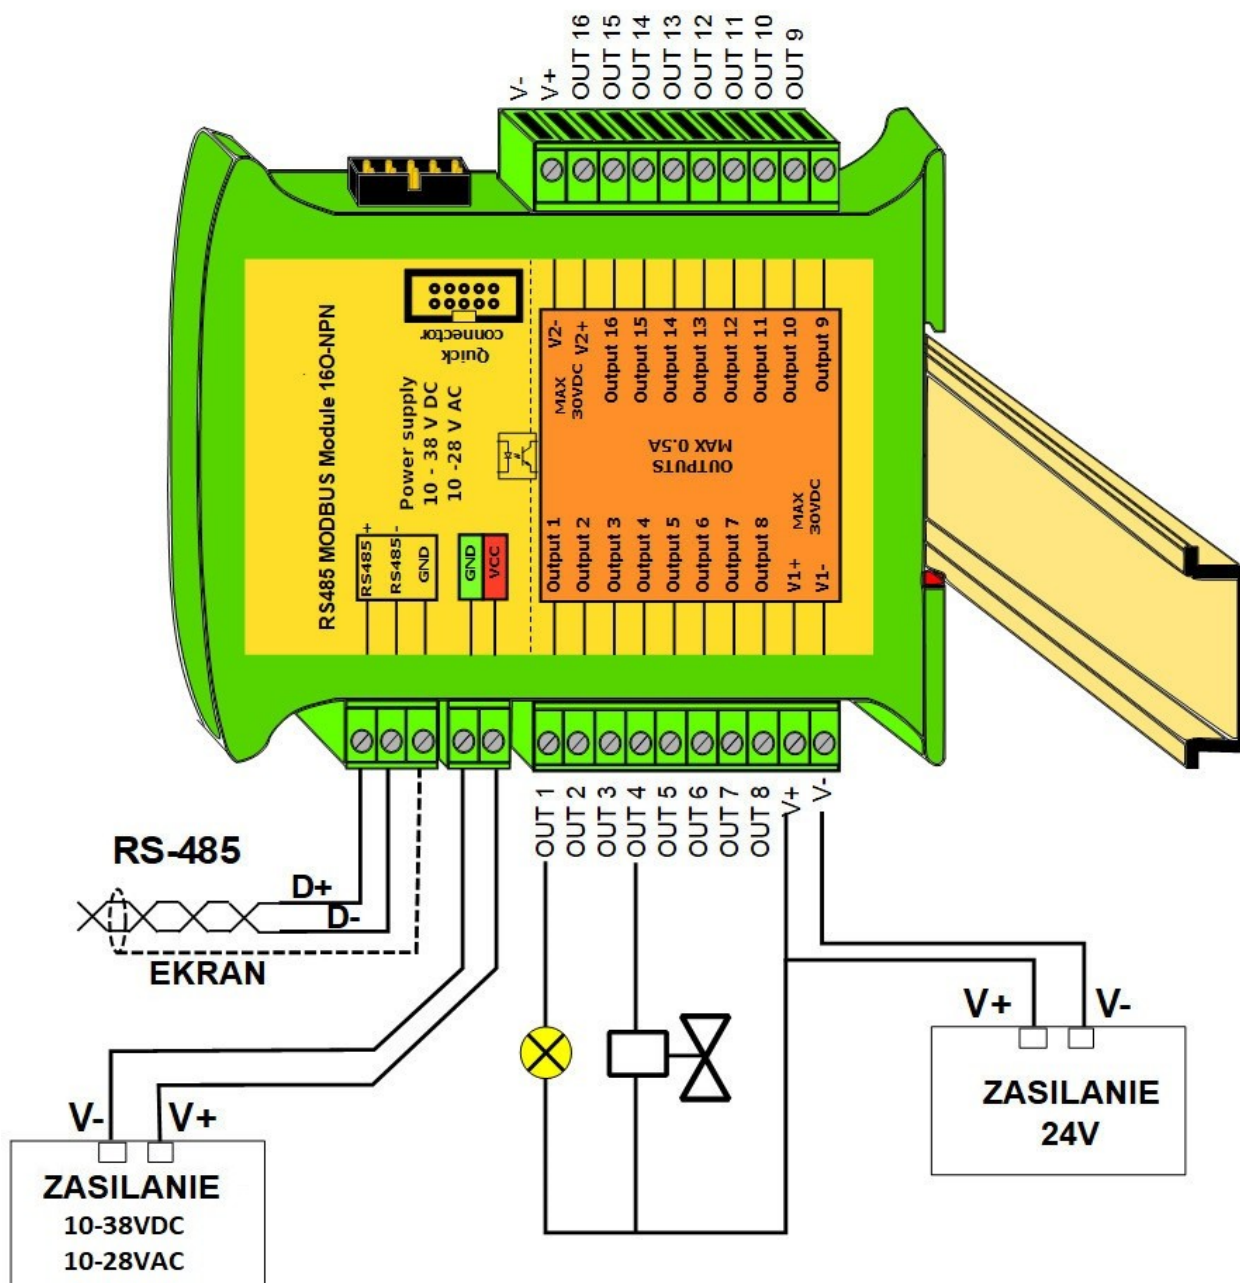 V-
V+
OUT 16
OUT 15
OUT 14
OUT 13
OUT 12
OUT 11
OUT 10
OUT 9
RS485 MODBUS Module 16O-NPN
Quick
connector
Power supply
10 - 38 V DC
10 -28 V AC
RS485 +
RS485 -
GND
GND
VCC
V2-
MAX
30VDC
V2+
Output 16
Output 15
Output 14
Output 13
Output 12
Output 11
Output 10
Output 9
OUTPUTS
MAX 0.5A
Output 1
Output 2
Output 3
Output 4
Output 5
Output 6
Output 7
Output 8
MAX
30VDC
V1+
V1-
OUT 1
OUT 2
OUT 3
OUT 4
OUT 5
OUT 6
OUT 7
OUT 8
V+
V-
RS-485
D+
D-
EKRAN
V- V+
ZASILANIE
10-38VDC
10-28VAC
V+ V-
ZASILANIE
24V